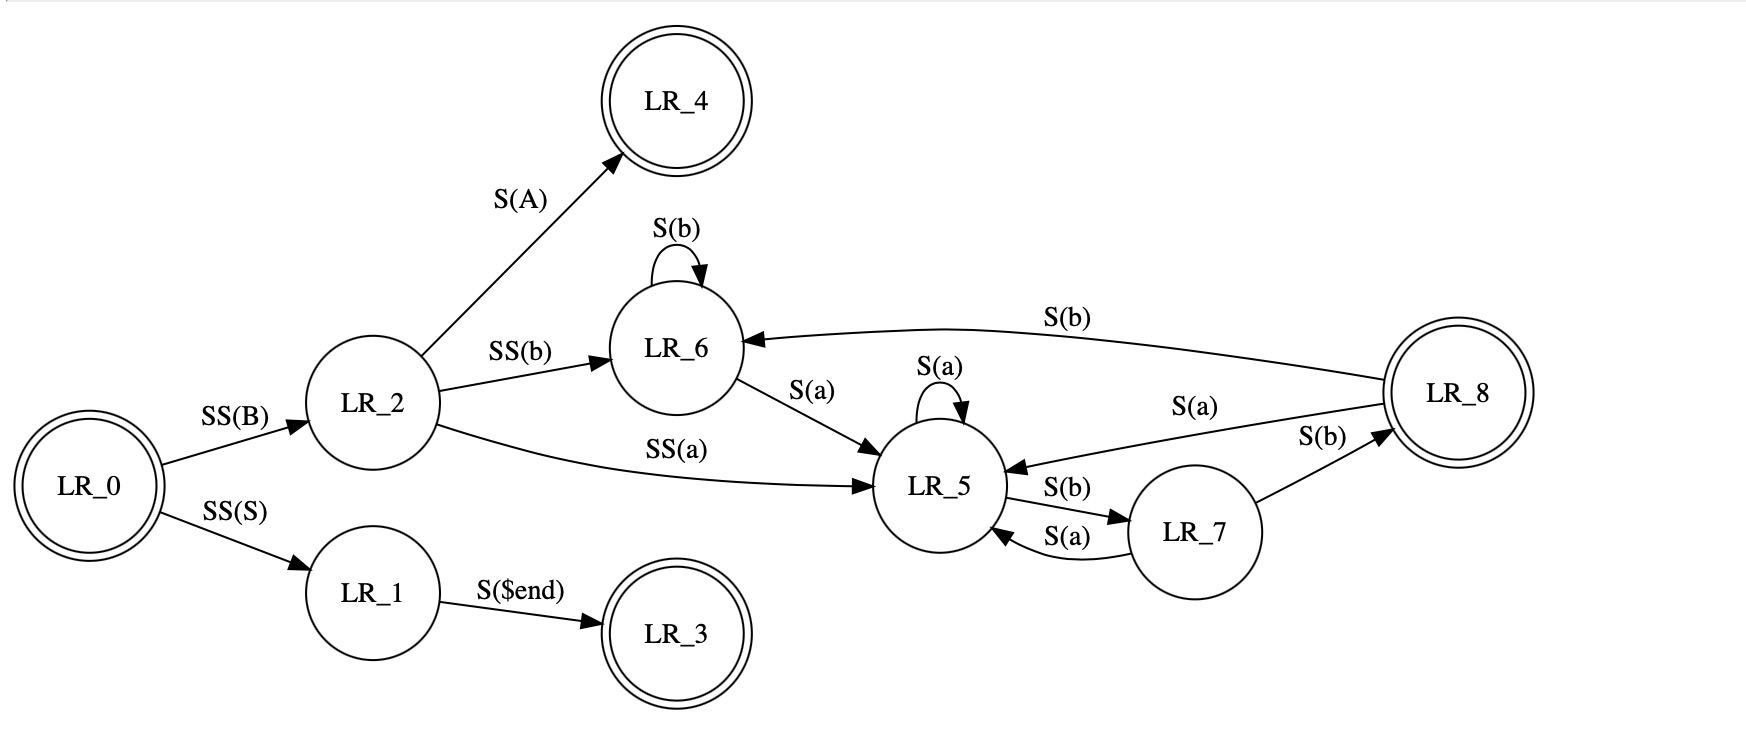 LR_4
S(A)
S(b)
S(b)
SS(b)
LR_6
S(a)
S(a)
LR_8
SS(B)
LR_2
S(a)
S(b)
SS(a)
LR_0
LR_5
S(b)
SS(S)
S(a)
LR_7
LR_1
S($end)
LR_3